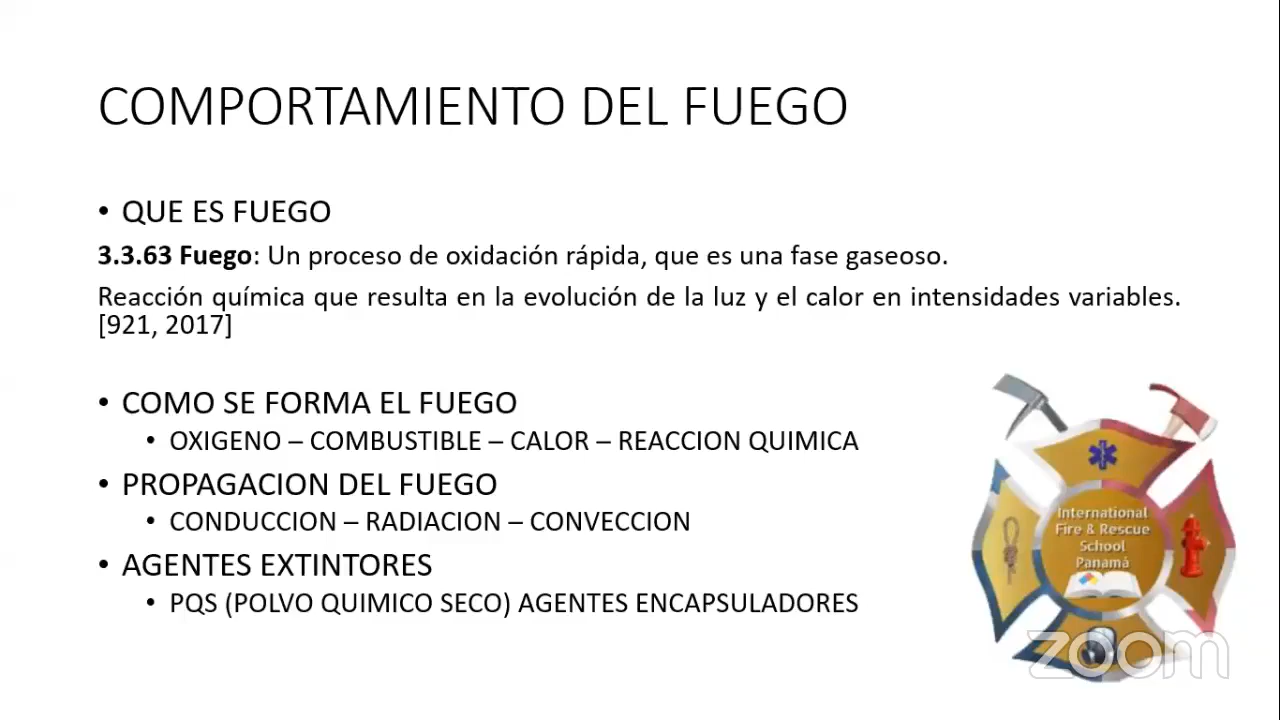 COMPORTAMIENTO DEL FUEGO
• QUE ES FUEGO
3.3.63 Fuego: Un proceso de oxidación rápida, que es una fase gaseoso.
Reacción química que resulta en la evolución de la luz y el calor en intensidades variables.
[921, 2017]
• COMO SE FORMA EL FUEGO
• OXIGENO – COMBUSTIBLE – CALOR – REACCION QUIMICA
• PROPAGACION DEL FUEGO
• CONDUCCION – RADIACION – CONVECCION
• AGENTES EXTINTORES
• PQS (POLVO QUIMICO SECO) AGENTES ENCAPSULADORES
International
Fire & Rescue
School
Panamá
zoom